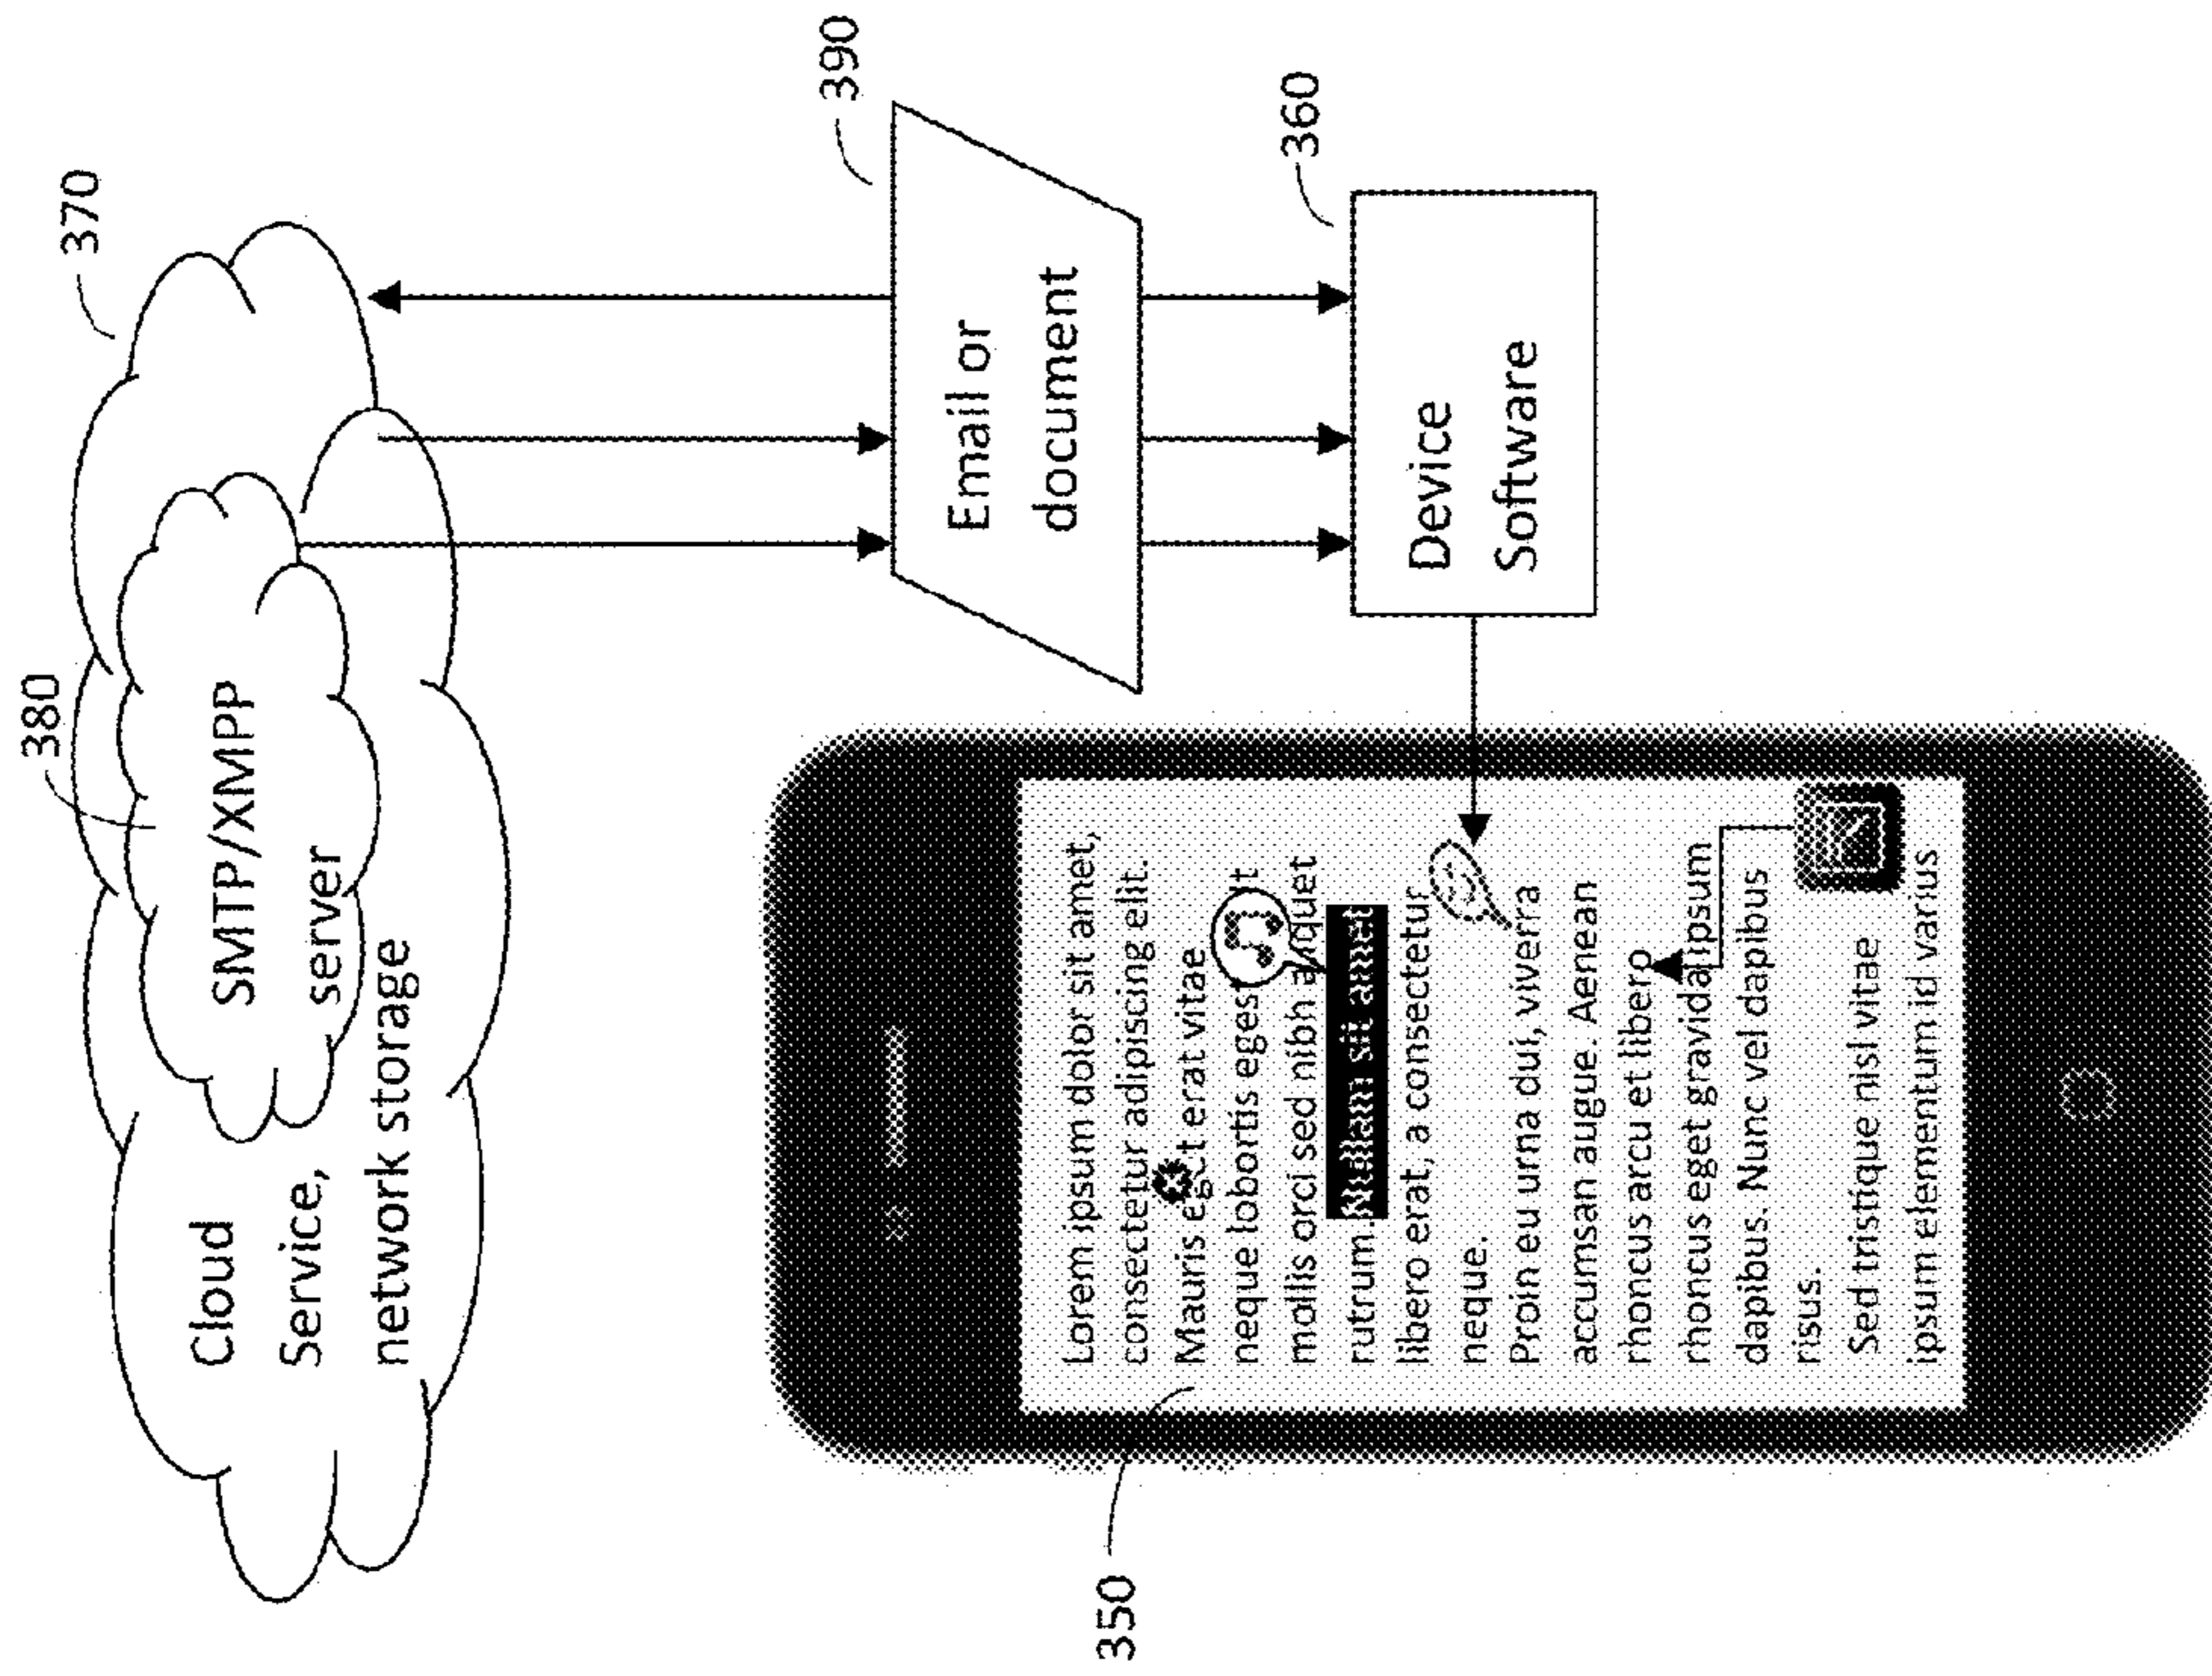 370
380
Cloud
Service,
network storage
SMTP/XMPP
server
390
Email or
document
360
Device
Software
350
Lorem ipsum dolor sit amet,
consectetur adipiscing elit.
Mauris eget erat vitae
neque lobortis
mollis orci sed nibh aliquet
rutrum. Nullam sit amet
libero erat, a consectetur
neque.
Proin eu urna dui, viverra
accumsan augue. Aenean
rhoncus arcu et libero
rhoncus eget gravida ipsum
dapibus. Nunc vel dapibus
risus.
Sed tristique nisl vitae
ipsum elementum id varius